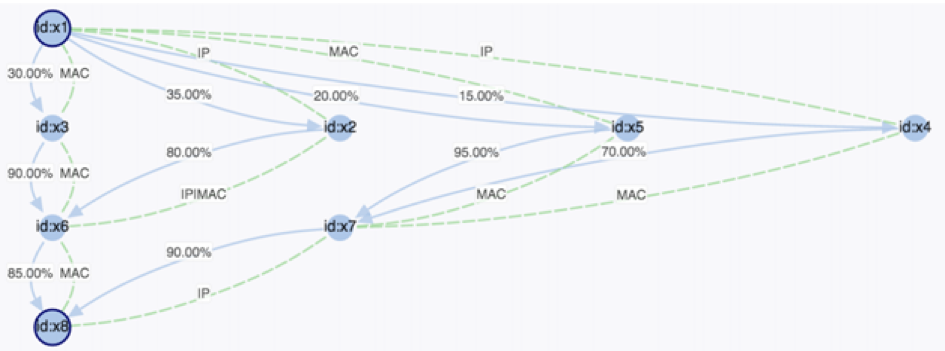 id:x1
IP
MAC
IP
30.00% MAC
35.00%
20.00%
15.00%
id:x3
id:x2
id:x5
id:x4
80.00%
95.00%
70.00%
90.00% MAC
IPIMAC
MAC
MAC
id:x6
id:x7
90.00%
85.00% MAC
IP
id:x8